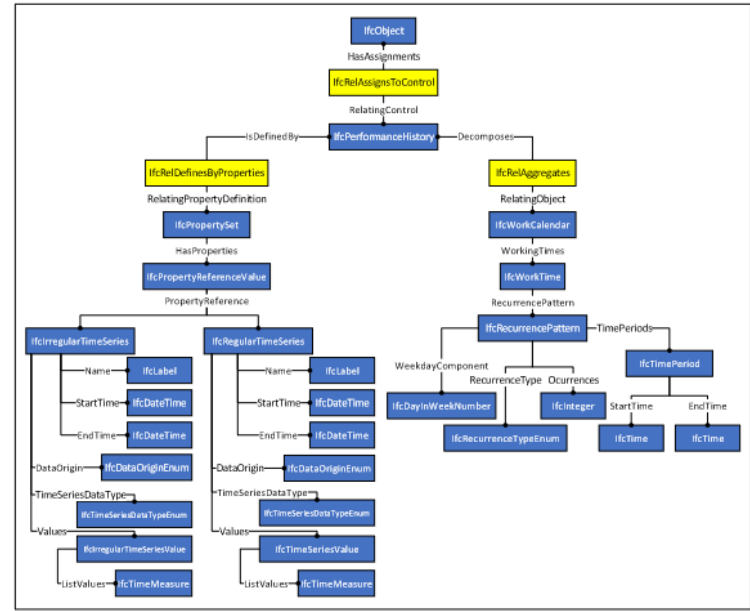 IfcObject
HasAssignments
IfcRelAssignsToControl
RelatingControl
IsDefinedBy
IfcPerformanceHistory
Decomposes
IfcRelDefinesByProperties
IfcRelAggregates
RelatingPropertyDefinition
RelatingObject
IfcPropertySet
IfcWorkCalendar
HasProperties
WorkingTimes
IfcPropertyReferenceValue
IfcWorkTime
PropertyReference
RecurrencePattern
IfcIrregularTimeSeries
IfcRegularTimeSeries
IfcRecurrencePattern
TimePeriods
Name
IfcLabel
Name
IfcLabel
WeekdayComponent
IfcTimePeriod
RecurrenceType
Ocurrences
StartTime
IfcDateTime
StartTime
IfcDateTime
IfcDayInWeekNumber
IfcInteger
StartTime
EndTime
EndTime
IfcDateTime
EndTime
IfcDateTime
IfcRecurrenceTypeEnum
IfcTime
IfcTime
DataOrigin
IfcDataOriginEnum
DataOrigin
IfcDataOriginEnum
TimeSeriesDataType
TimeSeriesDataType
IfcTimeSeriesDataTypeEnum
IfcTimeSeriesDataTypeEnum
Values
Values
IfcIrregularTimeSeriesValue
IfcTimeSeriesValue
ListValues
IfcTimeMeasure
ListValues
IfcTimeMeasure